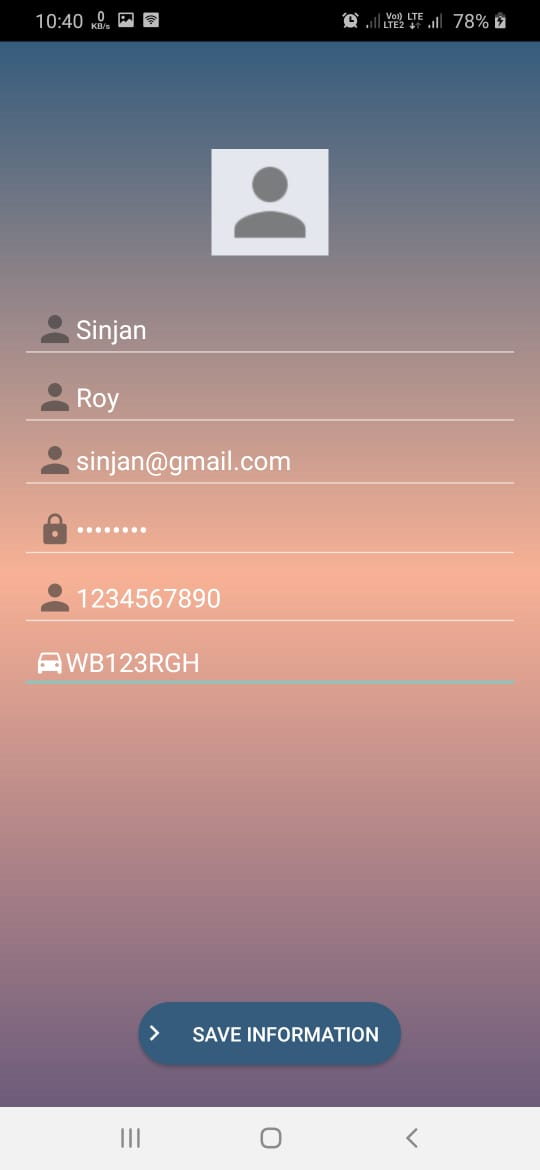 10:40 0 KB/s Vo) LTE LTE2 78%
Sinjan
Roy
sinjan@gmail.com
••••••••
1234567890
WB123RGH
SAVE INFORMATION